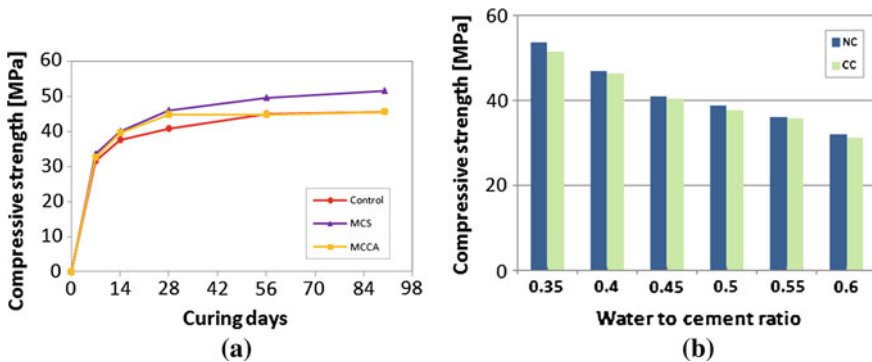 Compressive strength [MPa]
60
50
40
30
20
10
0
0 14 28 42 56 70 84 98
Curing days
Control
MCS
MCCA
(a)
Compressive strength [MPa]
60
40
20
0
0.35 0.4 0.45 0.5 0.55 0.6
Water to cement ratio
NC
CC
(b)